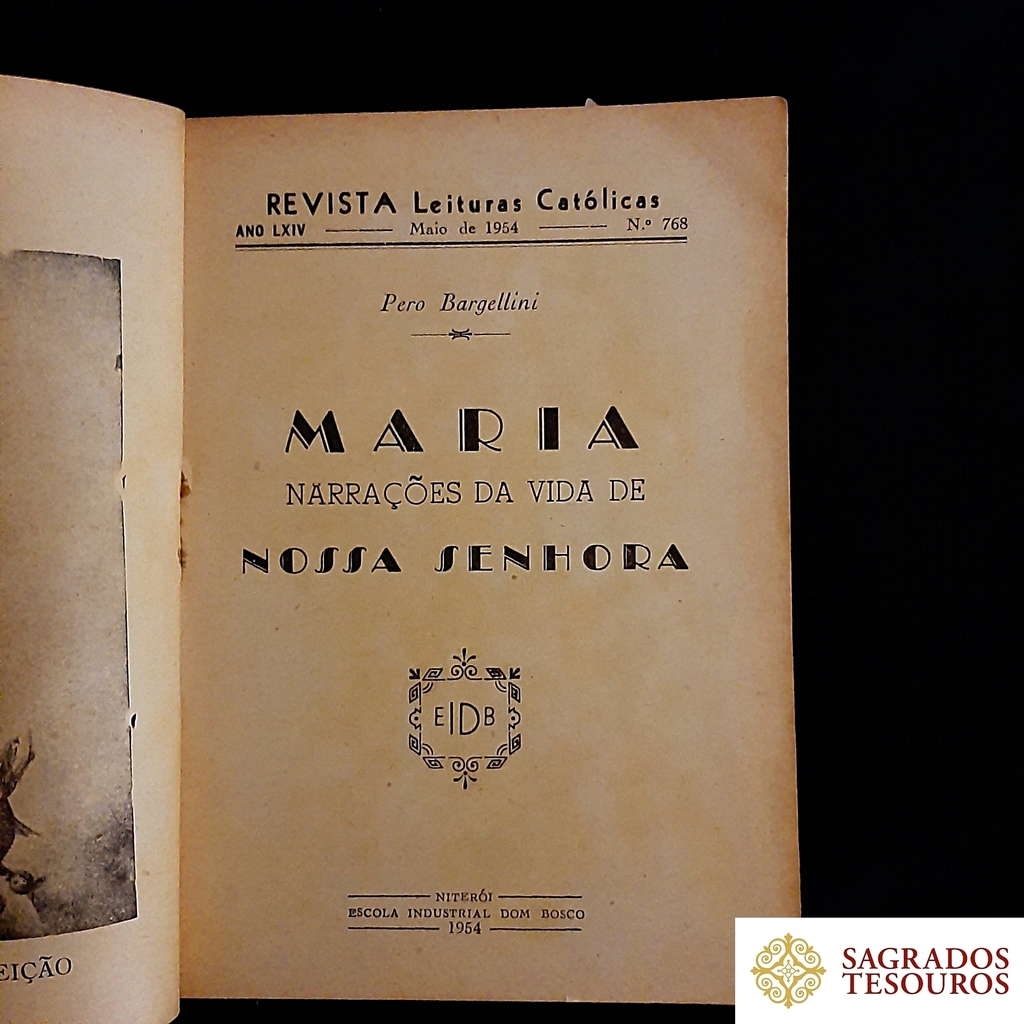 REVISTA Leituras Católicas
ANO LXIV Maio de 1954 N.º 768
Pero Bargellini
MARIA
NARRAÇÕES DA VIDA DE
NOSSA SENHORA
EIDB
NITERÓI
ESCOLA INDUSTRIAL DOM BOSCO
1954
EIÇÃO
SAGRADOS
TESOUROS